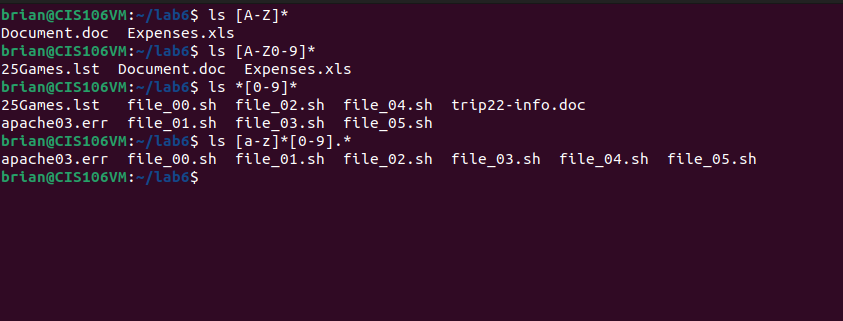 brian@CIS106VM:~/lab6$ ls [A-Z]*
Document.doc  Expenses.xls
brian@CIS106VM:~/lab6$ ls [A-Z0-9]*
25Games.lst  Document.doc  Expenses.xls
brian@CIS106VM:~/lab6$ ls *[0-9]*
25Games.lst   file_00.sh  file_02.sh  file_04.sh  trip22-info.doc
apache03.err  file_01.sh  file_03.sh  file_05.sh
brian@CIS106VM:~/lab6$ ls [a-z]*[0-9].*
apache03.err  file_00.sh  file_01.sh  file_02.sh  file_03.sh  file_04.sh  file_05.sh
brian@CIS106VM:~/lab6$